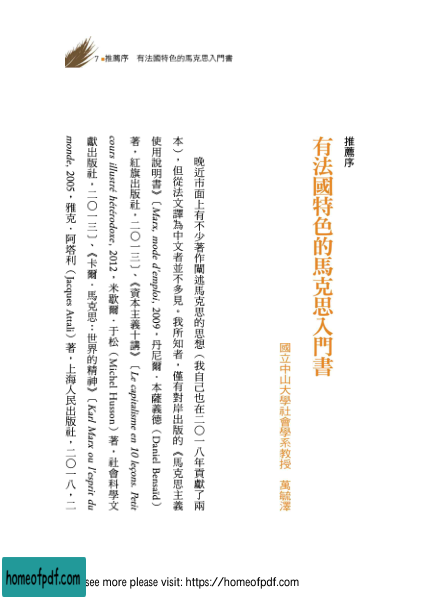 7 推薦序　有法國特色的馬克思入門書
推薦序
有法國特色的馬克思入門書
國立中山大學社會學系教授　萬毓澤
晚近市面上有不少著作闡述馬克思的思想（我自己也在二〇一八年貢獻了兩
本），但從法文譯為中文者並不多見。我所知者，僅有對岸出版的《馬克思主義
使用說明書》〔Marx, mode d'emploi, 2009，丹尼爾．本薩義德（Daniel Bensaïd）
著，紅旗出版社，二〇一三〕、《資本主義十講》〔Le capitalisme en 10 leçons. Petit
cours illustré hétérodoxe, 2012，米歇爾．于松（Michel Husson）著，社會科學文
獻出版社，二〇一三〕、《卡爾．馬克思：世界的精神》〔Karl Marx ou l'esprit du
monde, 2005，雅克．阿塔利（Jacques Attali）著，上海人民出版社，二〇一八，二
homeofpdf.com
see more please visit: https://homeofpdf.com